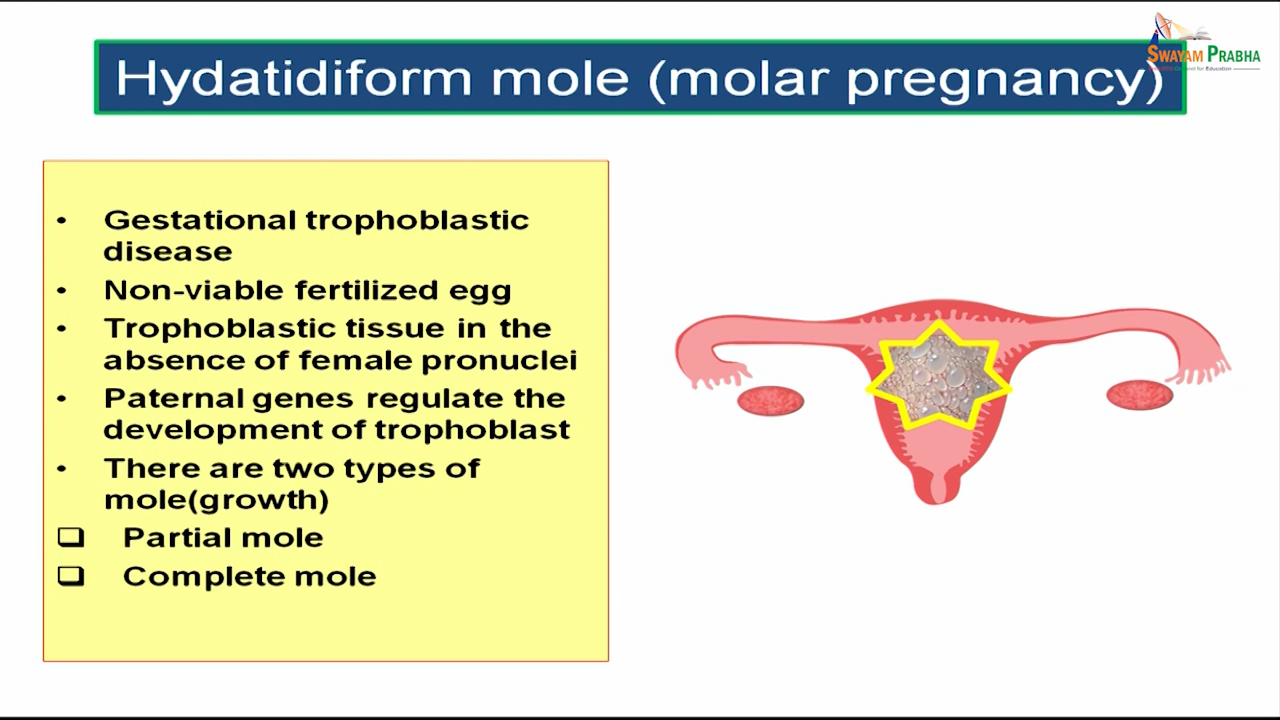 SWAYAM PRABHA
Hydatidiform mole (molar pregnancy)
• Gestational trophoblastic
disease
• Non-viable fertilized egg
• Trophoblastic tissue in the
absence of female pronuclei
• Paternal genes regulate the
development of trophoblast
• There are two types of
mole(growth)
❑ Partial mole
❑ Complete mole